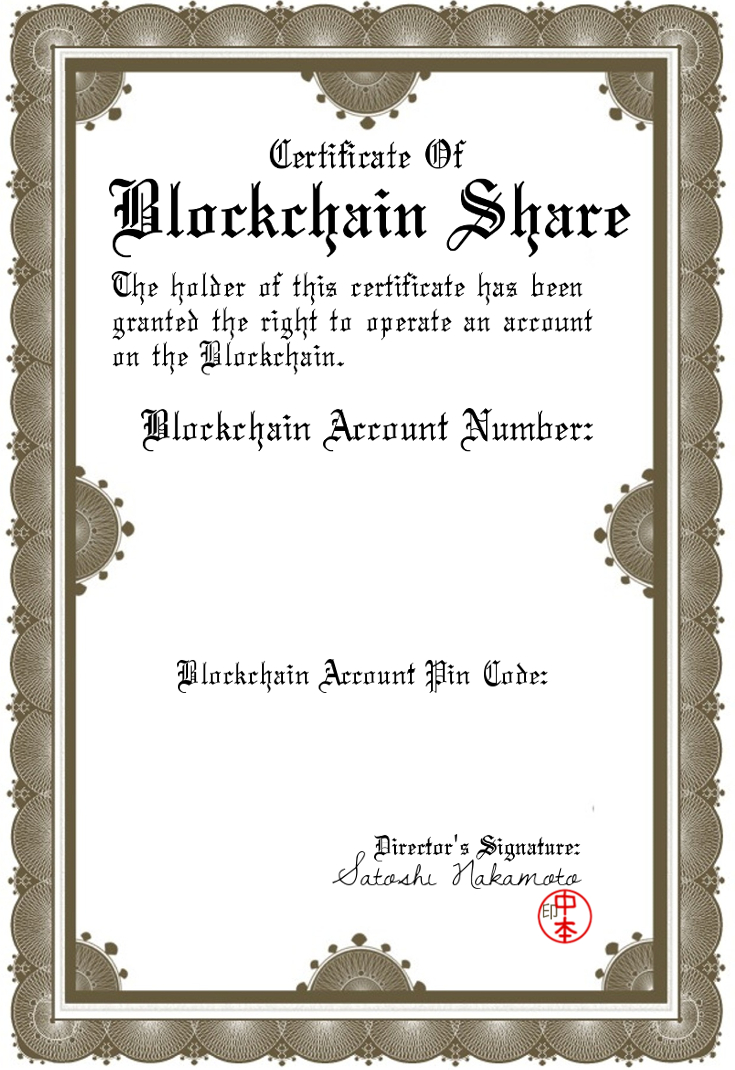 Certificate Of
Blockchain Share
The holder of this certificate has been
granted the right to operate an account
on the Blockchain.
Blockchain Account Number:
Blockchain Account Pin Code:
Director's Signature:
Satoshi Nakamoto
中本
印